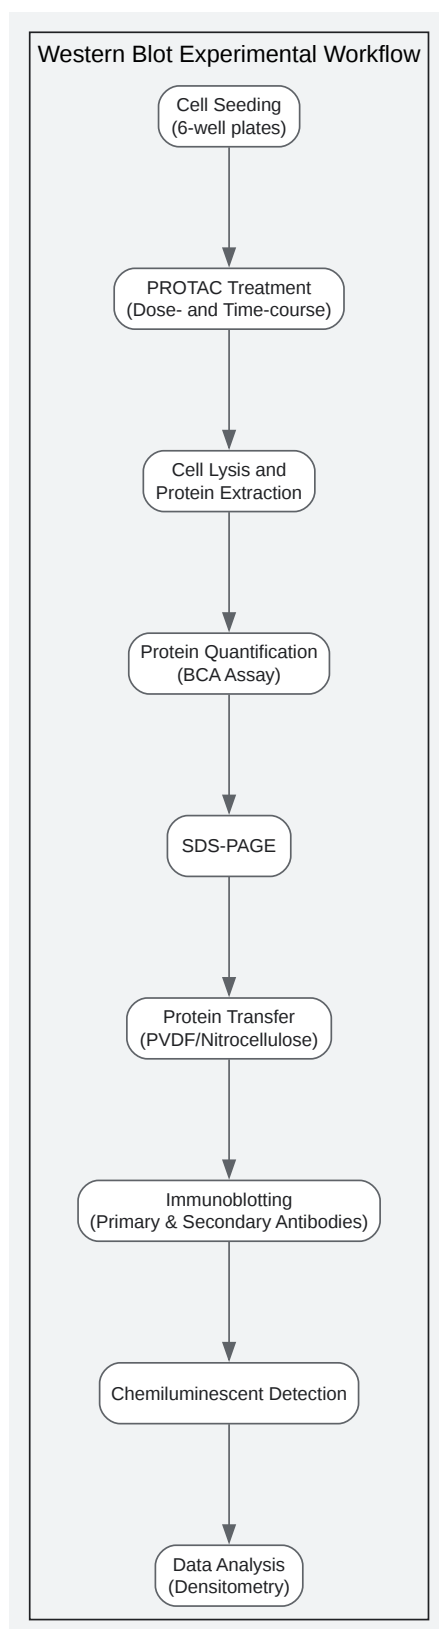 Western Blot Experimental Workflow
Cell Seeding
(6-well plates)
PROTAC Treatment
(Dose- and Time-course)
Cell Lysis and
Protein Extraction
Protein Quantification
(BCA Assay)
SDS-PAGE
Protein Transfer
(PVDF/Nitrocellulose)
Immunoblotting
(Primary & Secondary Antibodies)
Chemiluminescent Detection
Data Analysis
(Densitometry)